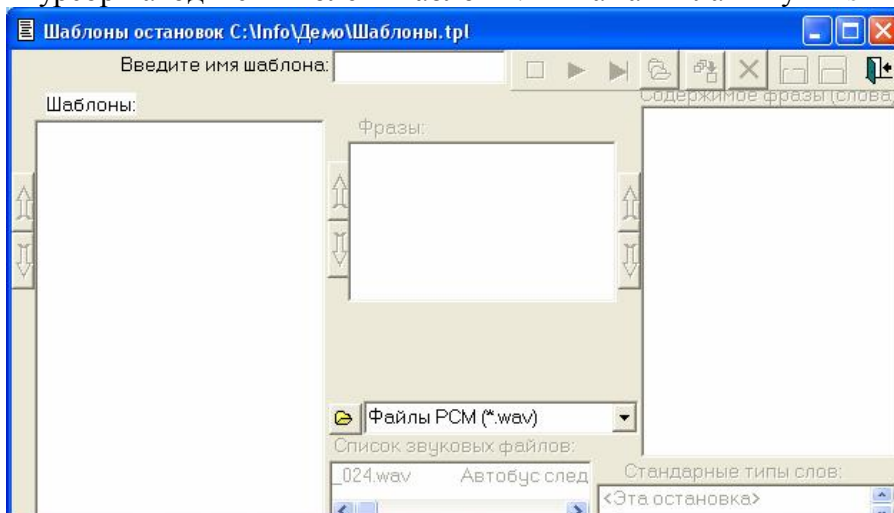 Шаблоны остановок C:\Info\Демо\Шаблоны.tpl
Введите имя шаблона:
Шаблоны:
Фразы:
Содержимое фразы (слова
Файлы PCM (*.wav)
Список звуковых файлов:
_024.wav Автобус след
Стандарные типы слов:
<Эта остановка>